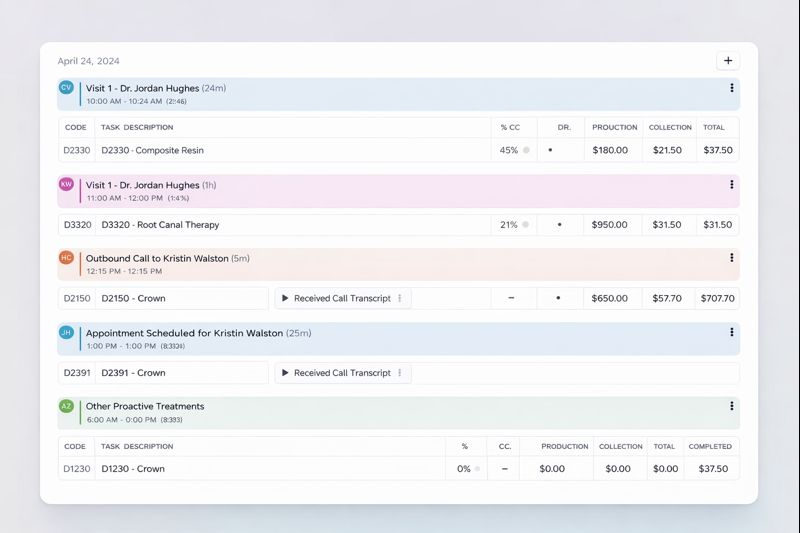 April 24, 2024
+
CV Visit 1 - Dr. Jordan Hughes (24m)
10:00 AM - 10:24 AM (2:46)
CODE TASK DESCRIPTION % CC DR. PROUCTION COLLECTION TOTAL
D2330 D2330 - Composite Resin 45% $180.00 $21.50 $37.50
KW Visit 1 - Dr. Jordan Hughes (1h)
11:00 AM - 12:00 PM (1:4%)
D3320 D3320 - Root Canal Therapy 21% $950.00 $31.50 $31.50
HC Outbound Call to Kristin Walston (5m)
12:15 PM - 12:15 PM
D2150 D2150 - Crown Received Call Transcript – $650.00 $57.70 $707.70
JH Appointment Scheduled for Kristin Walston (25m)
1:00 PM - 1:00 PM
D2391 D2391 - Crown Received Call Transcript
AZ Other Proactive Treatments
6:00 AM - 0:00 PM (8:393)
CODE TASK DESCRIPTION % CC. PRODUCTION COLLECTION TOTAL COMPLETED
D1230 D1230 - Crown 0% – $0.00 $0.00 $0.00 $37.50